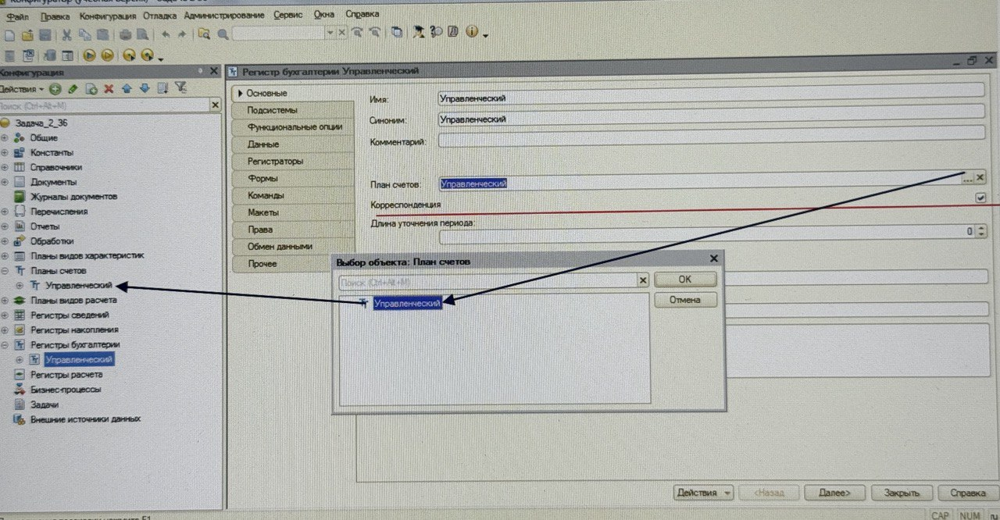 Конфигуратор (учебная версия) - Задача 2 36
Файл Правка Конфигурация Отладка Администрирование Сервис Окна Справка
Конфигурация
Действия
Поиск (Ctrl+Alt+M)
Задача_2_36
Общие
Константы
Справочники
Документы
Журналы документов
Перечисления
Отчеты
Обработки
Планы видов характеристик
Планы счетов
Управленческий
Планы видов расчета
Регистры сведений
Регистры накопления
Регистры бухгалтерии
Управленческий
Регистры расчета
Бизнес-процессы
Задачи
Внешние источники данных
Регистр бухгалтерии Управленческий
Основные
Подсистемы
Функциональные опции
Данные
Регистраторы
Формы
Команды
Макеты
Права
Обмен данными
Прочее
Имя: Управленческий
Синоним: Управленческий
Комментарий:
План счетов: Управленческий ...
Корреспонденция
Длина уточнения периода:
0
Выбор объекта: План счетов
Поиск (Ctrl+Alt+M)
OK
Управленческий
Отмена
Действия <Назад Далее> Закрыть Справка
F1
CAP NUM